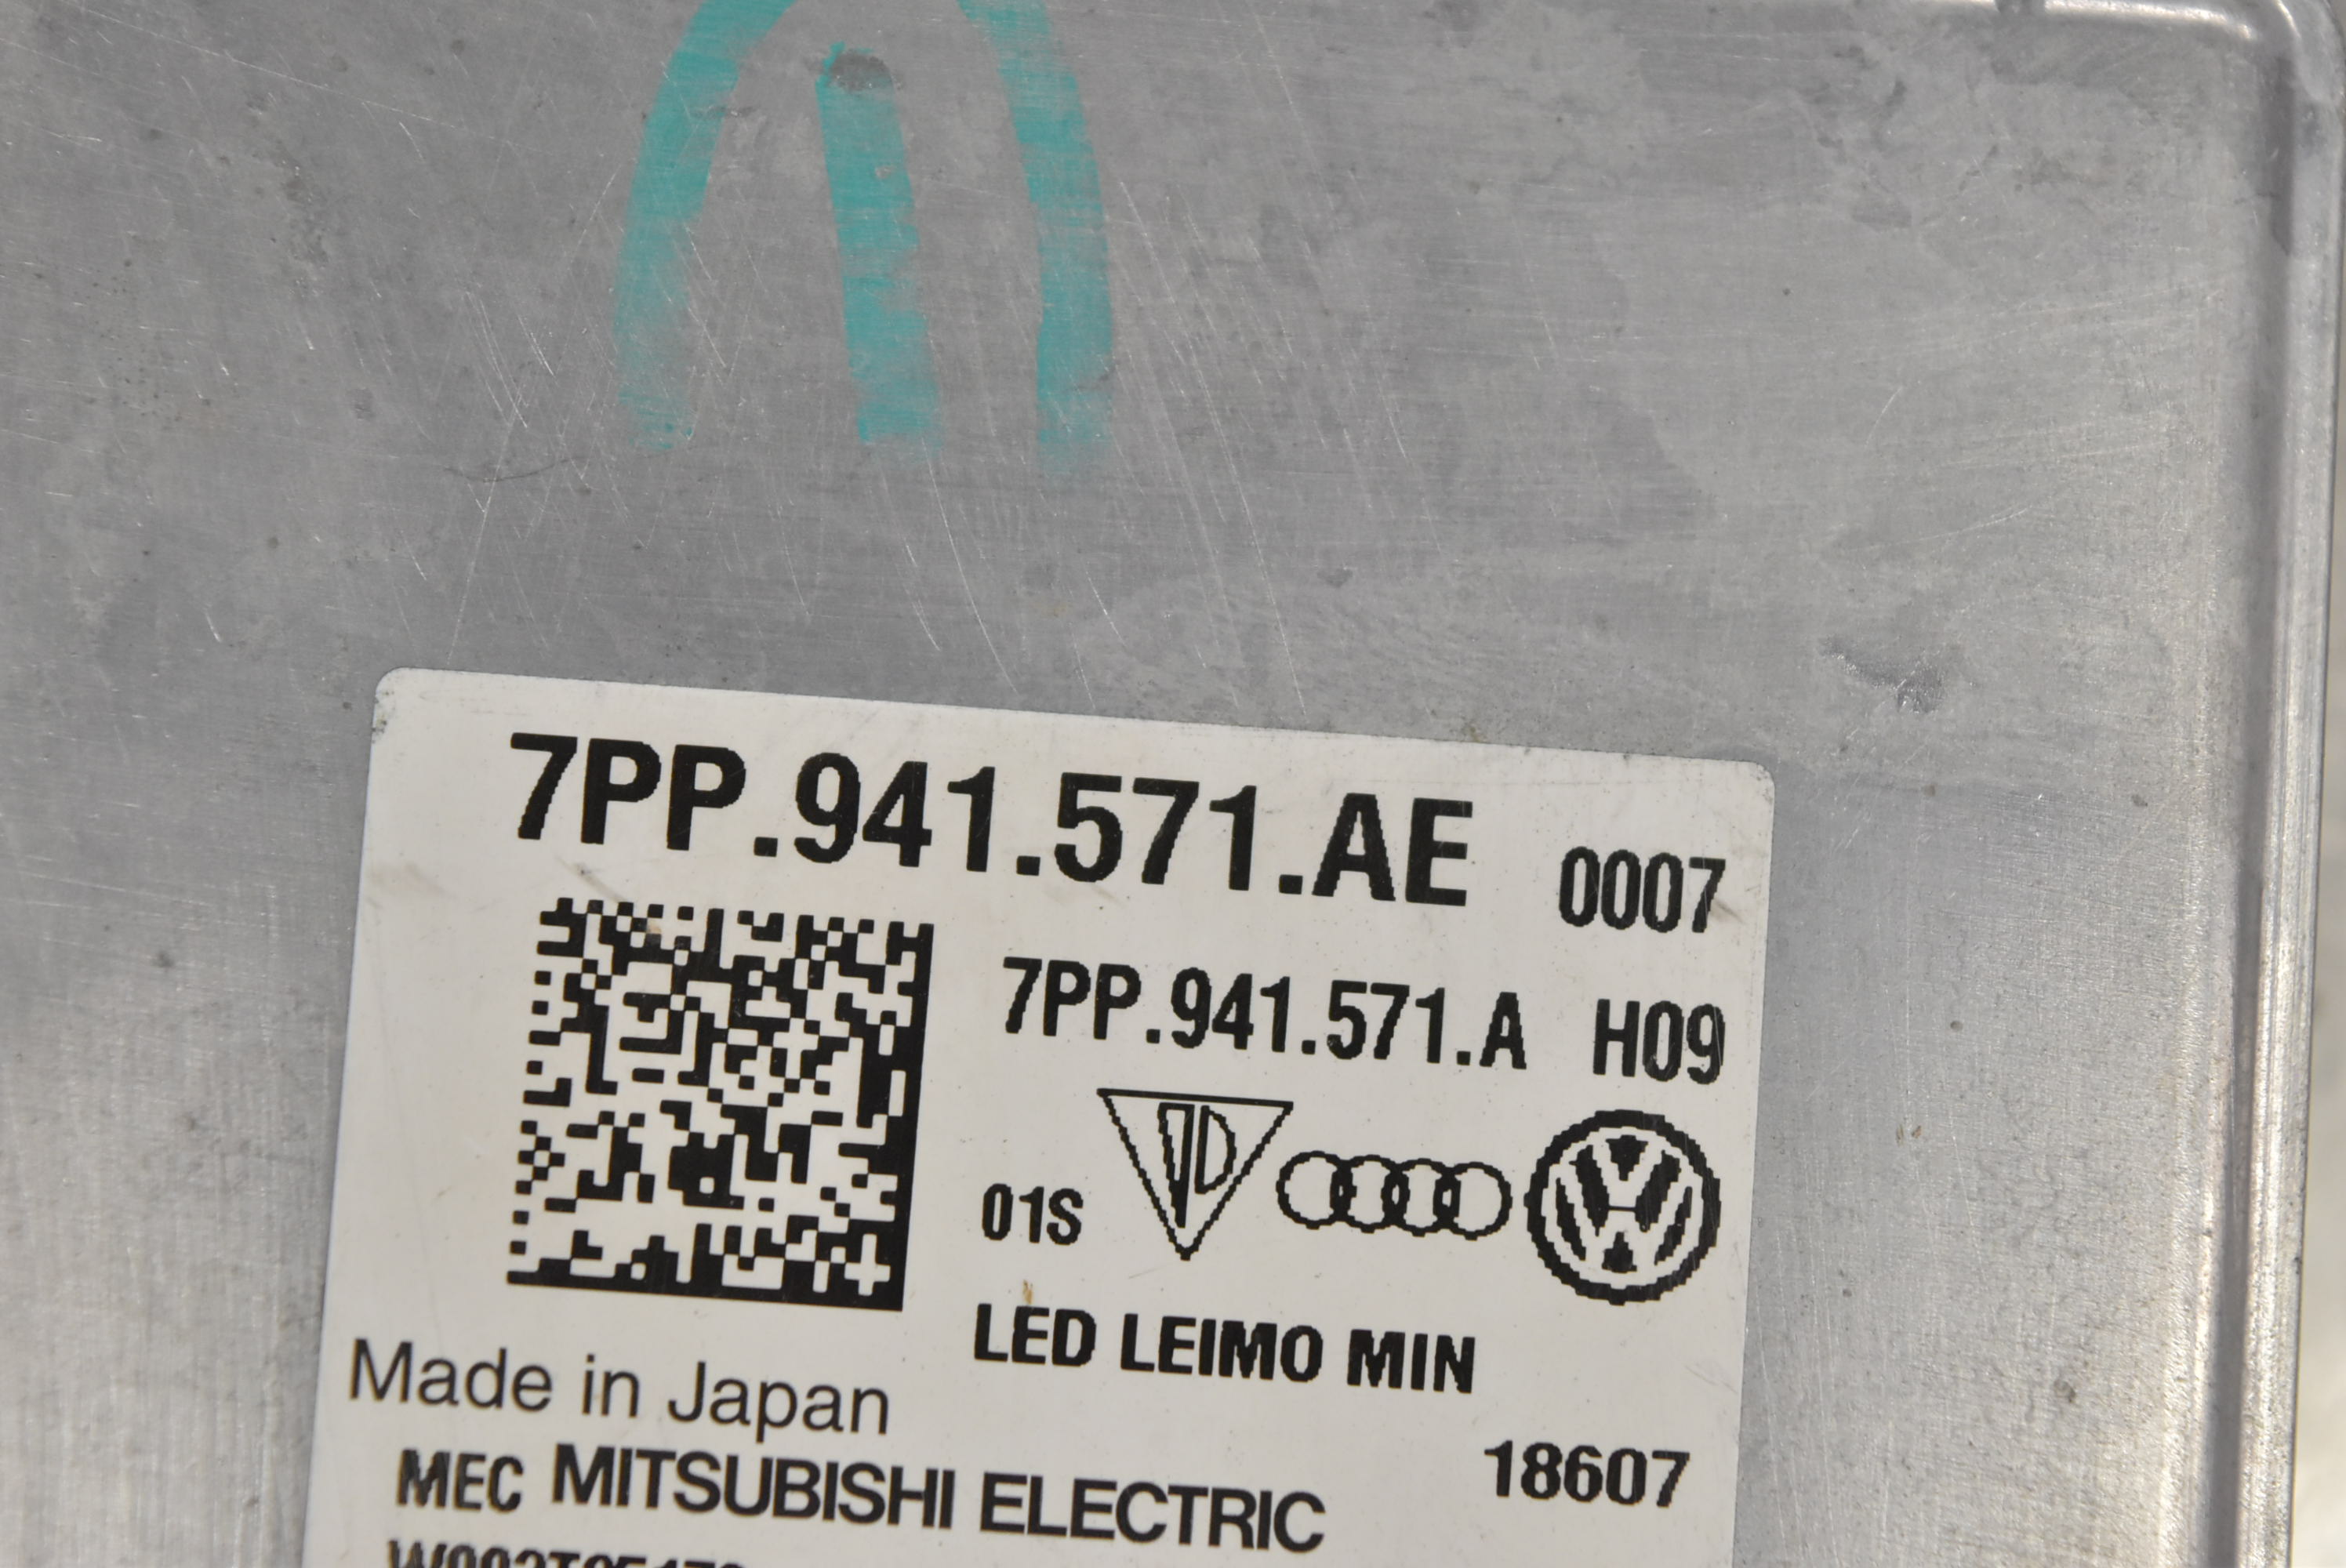 7PP.941.571.AE 0007
7PP.941.571.A H09
01S
LED LEIMO MIN
Made in Japan
18607
MEC MITSUBISHI ELECTRIC